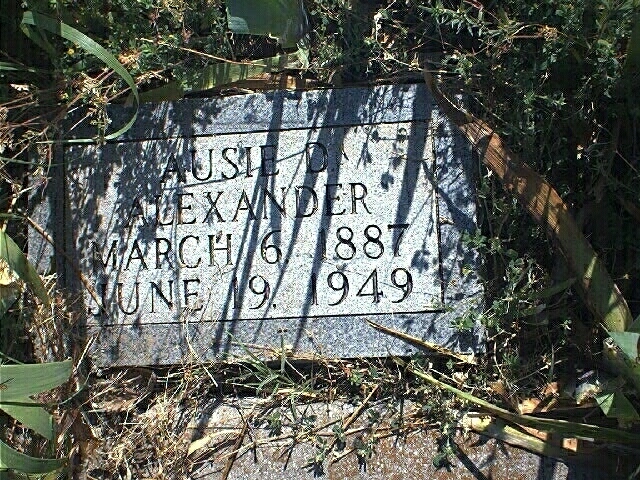 AUSIE D.
ALEXANDER
MARCH 6 1887
JUNE 19. 1949